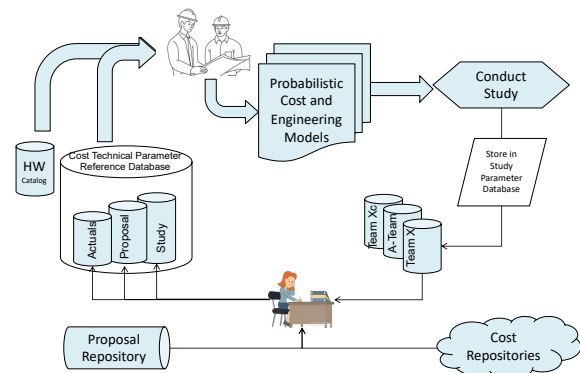 Probabilistic
Cost and
Engineering
Models
Conduct
Study
HW
Catalog
Cost Technical Parameter
Reference Database
Actuals
Proposal
Study
Store in
Study
Parameter
Database
Team Xc
A-Team
Team X
Proposal
Repository
Cost
Repositories